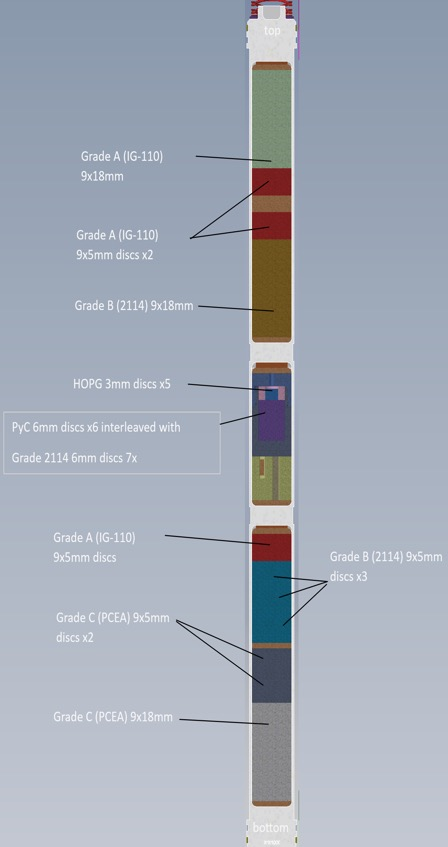 top
Grade A (IG-110)
9x18mm
Grade A (IG-110)
9x5mm discs x2
Grade B (2114) 9x18mm
HOPG 3mm discs x5
PyC 6mm discs x6 interleaved with
Grade 2114 6mm discs 7x
Grade A (IG-110)
9x5mm discs
Grade B (2114) 9x5mm
discs x3
Grade C (PCEA) 9x5mm
discs x2
Grade C (PCEA) 9x18mm
bottom